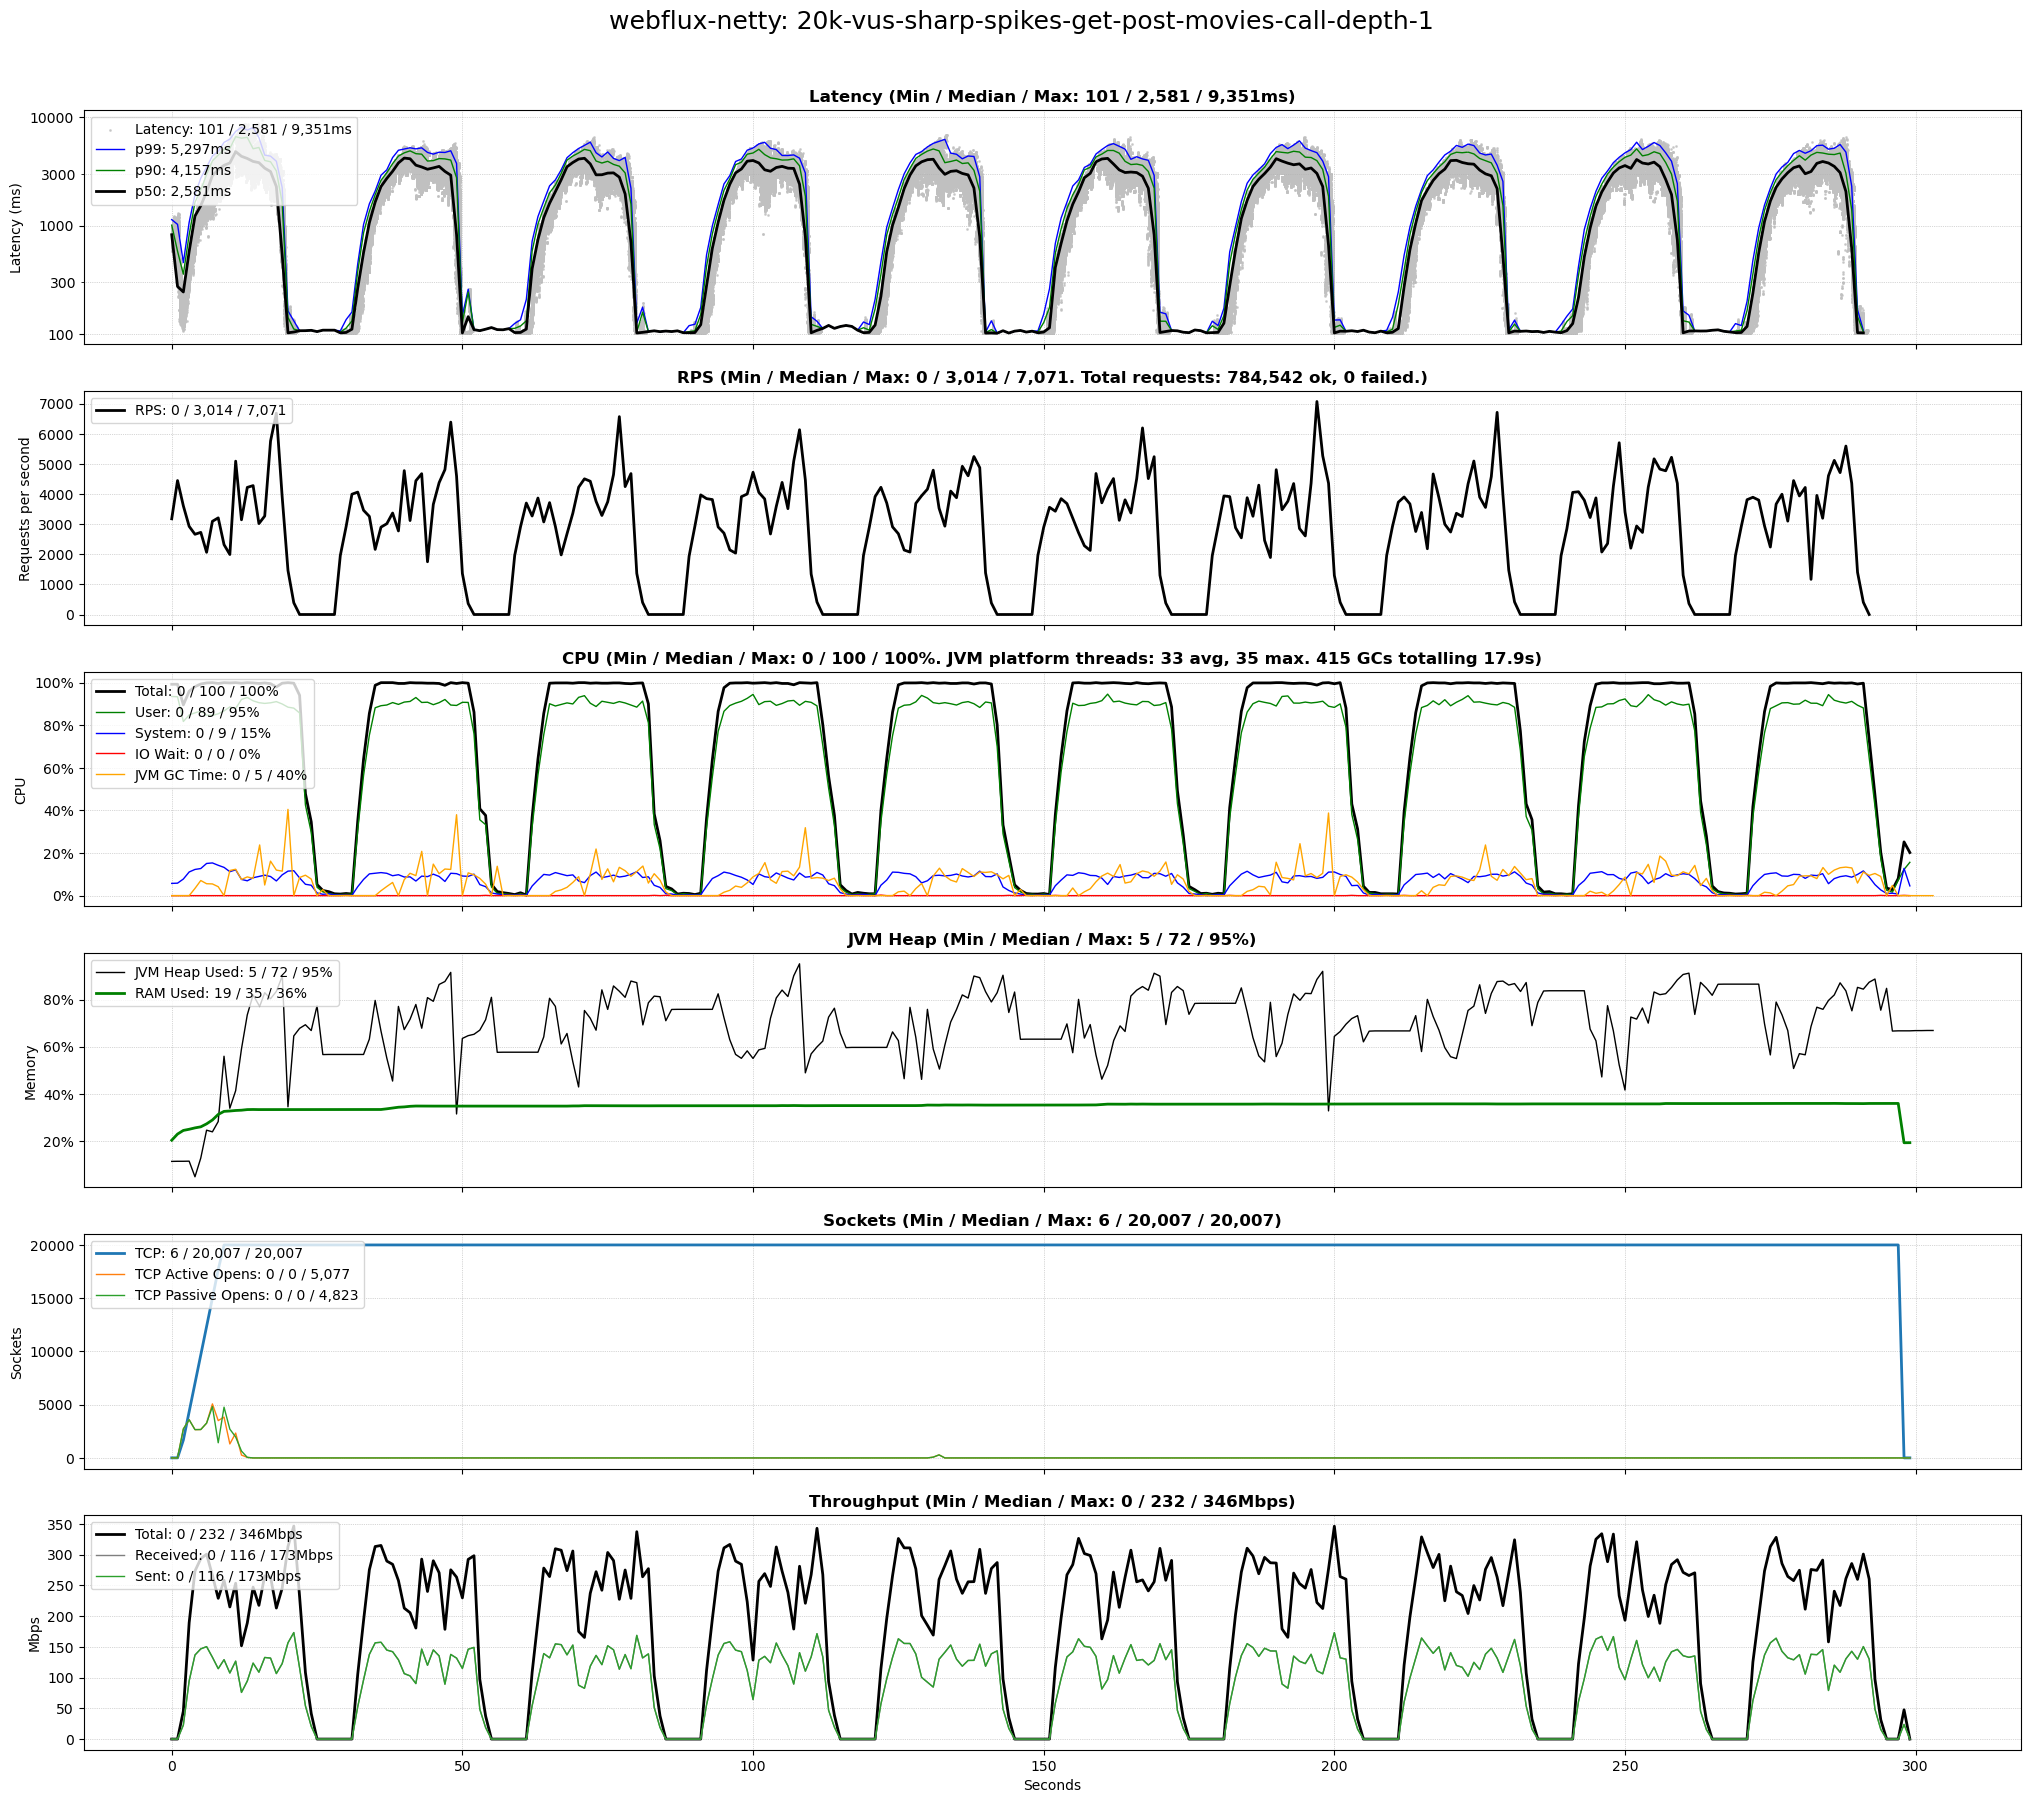 webflux-netty: 20k-vus-sharp-spikes-get-post-movies-call-depth-1
Latency (Min / Median / Max: 101 / 2,581 / 9,351ms)
Latency (ms)
10000
3000
1000
300
100
Latency: 101 / 2,581 / 9,351ms
p99: 5,297ms
p90: 4,157ms
p50: 2,581ms
RPS (Min / Median / Max: 0 / 3,014 / 7,071. Total requests: 784,542 ok, 0 failed.)
Requests per second
7000
6000
5000
4000
3000
2000
1000
0
RPS: 0 / 3,014 / 7,071
CPU (Min / Median / Max: 0 / 100 / 100%. JVM platform threads: 33 avg, 35 max. 415 GCs totalling 17.9s)
CPU
100%
80%
60%
40%
20%
0%
Total: 0 / 100 / 100%
User: 0 / 89 / 95%
System: 0 / 9 / 15%
IO Wait: 0 / 0 / 0%
JVM GC Time: 0 / 5 / 40%
JVM Heap (Min / Median / Max: 5 / 72 / 95%)
Memory
80%
60%
40%
20%
JVM Heap Used: 5 / 72 / 95%
RAM Used: 19 / 35 / 36%
Sockets (Min / Median / Max: 6 / 20,007 / 20,007)
Sockets
20000
15000
10000
5000
0
TCP: 6 / 20,007 / 20,007
TCP Active Opens: 0 / 0 / 5,077
TCP Passive Opens: 0 / 0 / 4,823
Throughput (Min / Median / Max: 0 / 232 / 346Mbps)
Mbps
350
300
250
200
150
100
50
0
Total: 0 / 232 / 346Mbps
Received: 0 / 116 / 173Mbps
Sent: 0 / 116 / 173Mbps
0 50 100 150 200 250 300
Seconds